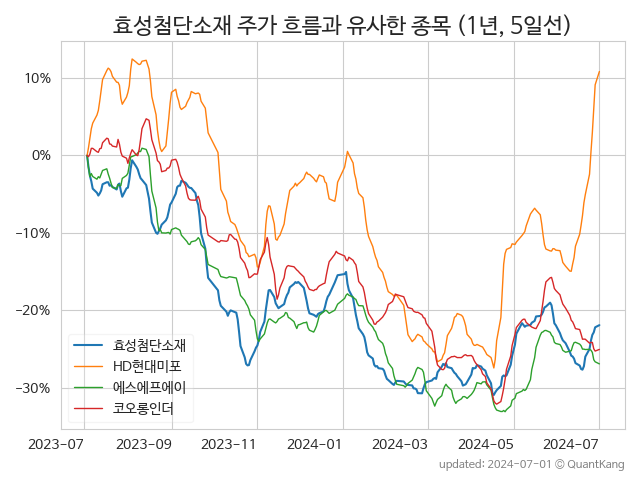 효성첨단소재 주가 흐름과 유사한 종목 (1년, 5일선)
10%
0%
−10%
−20%
−30%
효성첨단소재
HD현대미포
에스에프에이
코오롱인더
2023-07 2023-09 2023-11 2024-01 2024-03 2024-05 2024-07
updated: 2024-07-01 © QuantKang